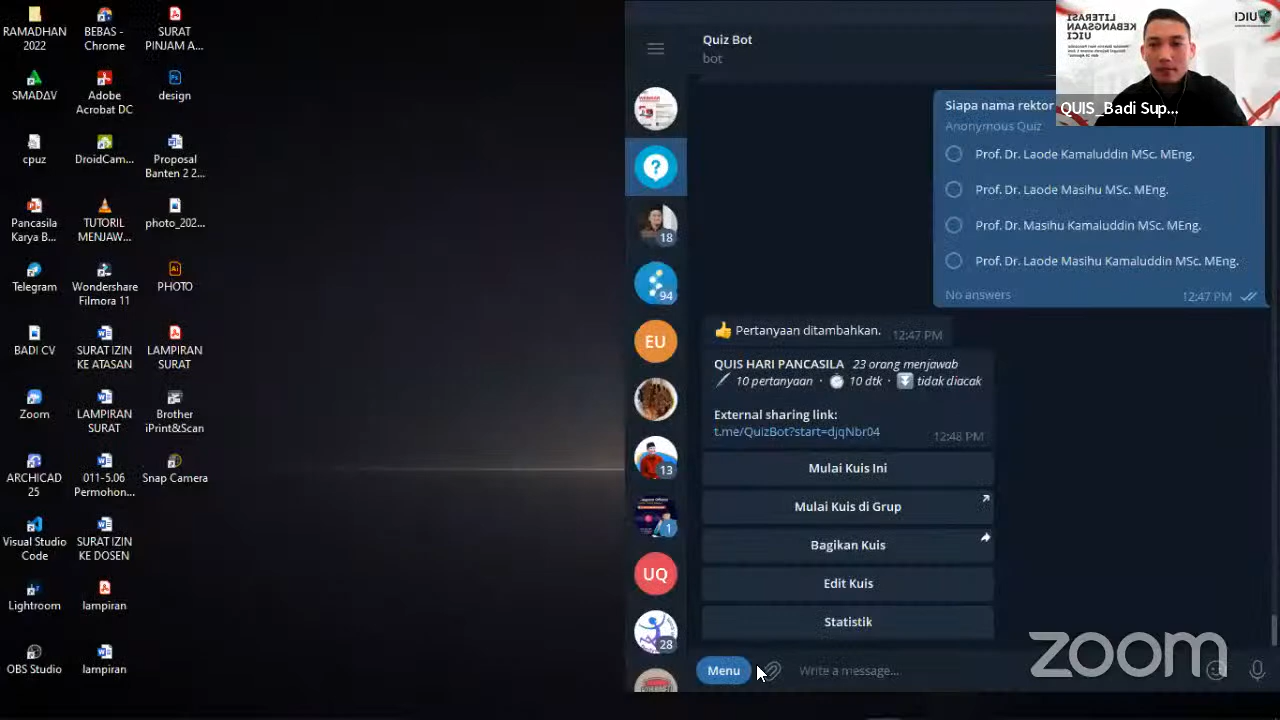 RAMADHAN
2022
BEBAS -
Chrome
SURAT
PINJAM A...
SMADAV
Adobe
Acrobat DC
design
cpuz
DroidCam...
Proposal
Banten 2 2...
Pancasila
Karya B...
TUTORIL
MENJAW...
photo_202...
Telegram
Wondershare
Filmora 11
PHOTO
BADI CV
SURAT IZIN
KE ATASAN
LAMPIRAN
SURAT
Zoom
LAMPIRAN
SURAT
Brother
iPrint&Scan
ARCHICAD
25
011-5.06
Permohon...
Snap Camera
Visual Studio
Code
SURAT IZIN
KE DOSEN
Lightroom
lampiran
OBS Studio
lampiran
Quiz Bot
bot
18
94
EU
13
1
UQ
28
Siapa nama rektor
Anonymous Quiz
Prof. Dr. Laode Kamaluddin MSc. MEng.
Prof. Dr. Laode Masihu MSc. MEng.
Prof. Dr. Masihu Kamaluddin MSc. MEng.
Prof. Dr. Laode Masihu Kamaluddin MSc. MEng.
No answers 12:47 PM
👍 Pertanyaan ditambahkan. 12:47 PM
QUIS HARI PANCASILA 23 orang menjawab
10 pertanyaan · 10 dtk · tidak diacak
External sharing link:
t.me/QuizBot?start=djqNbr04 12:48 PM
Mulai Kuis Ini
Mulai Kuis di Grup
Bagikan Kuis
Edit Kuis
Statistik
Menu Write a message...
LITERASI
KEBANGSAAN
UICI
UICI
QUIS_Badi Sup...
zoom